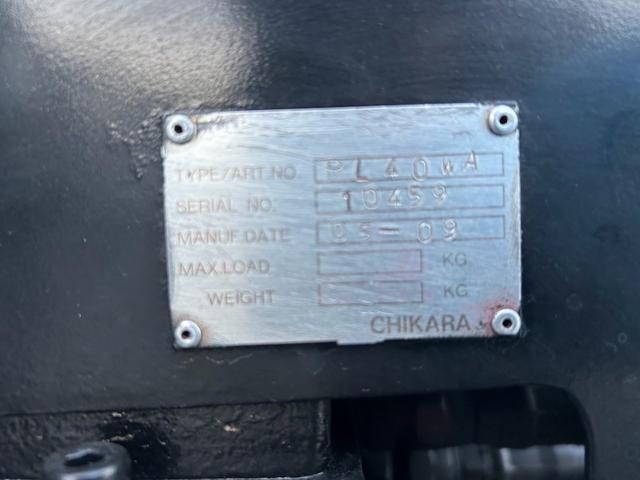 TYPE/ART.NO. PL40WA
SERIAL NO. 10459
MANUF.DATE 05-09
MAX.LOAD KG
WEIGHT KG
CHIKARA